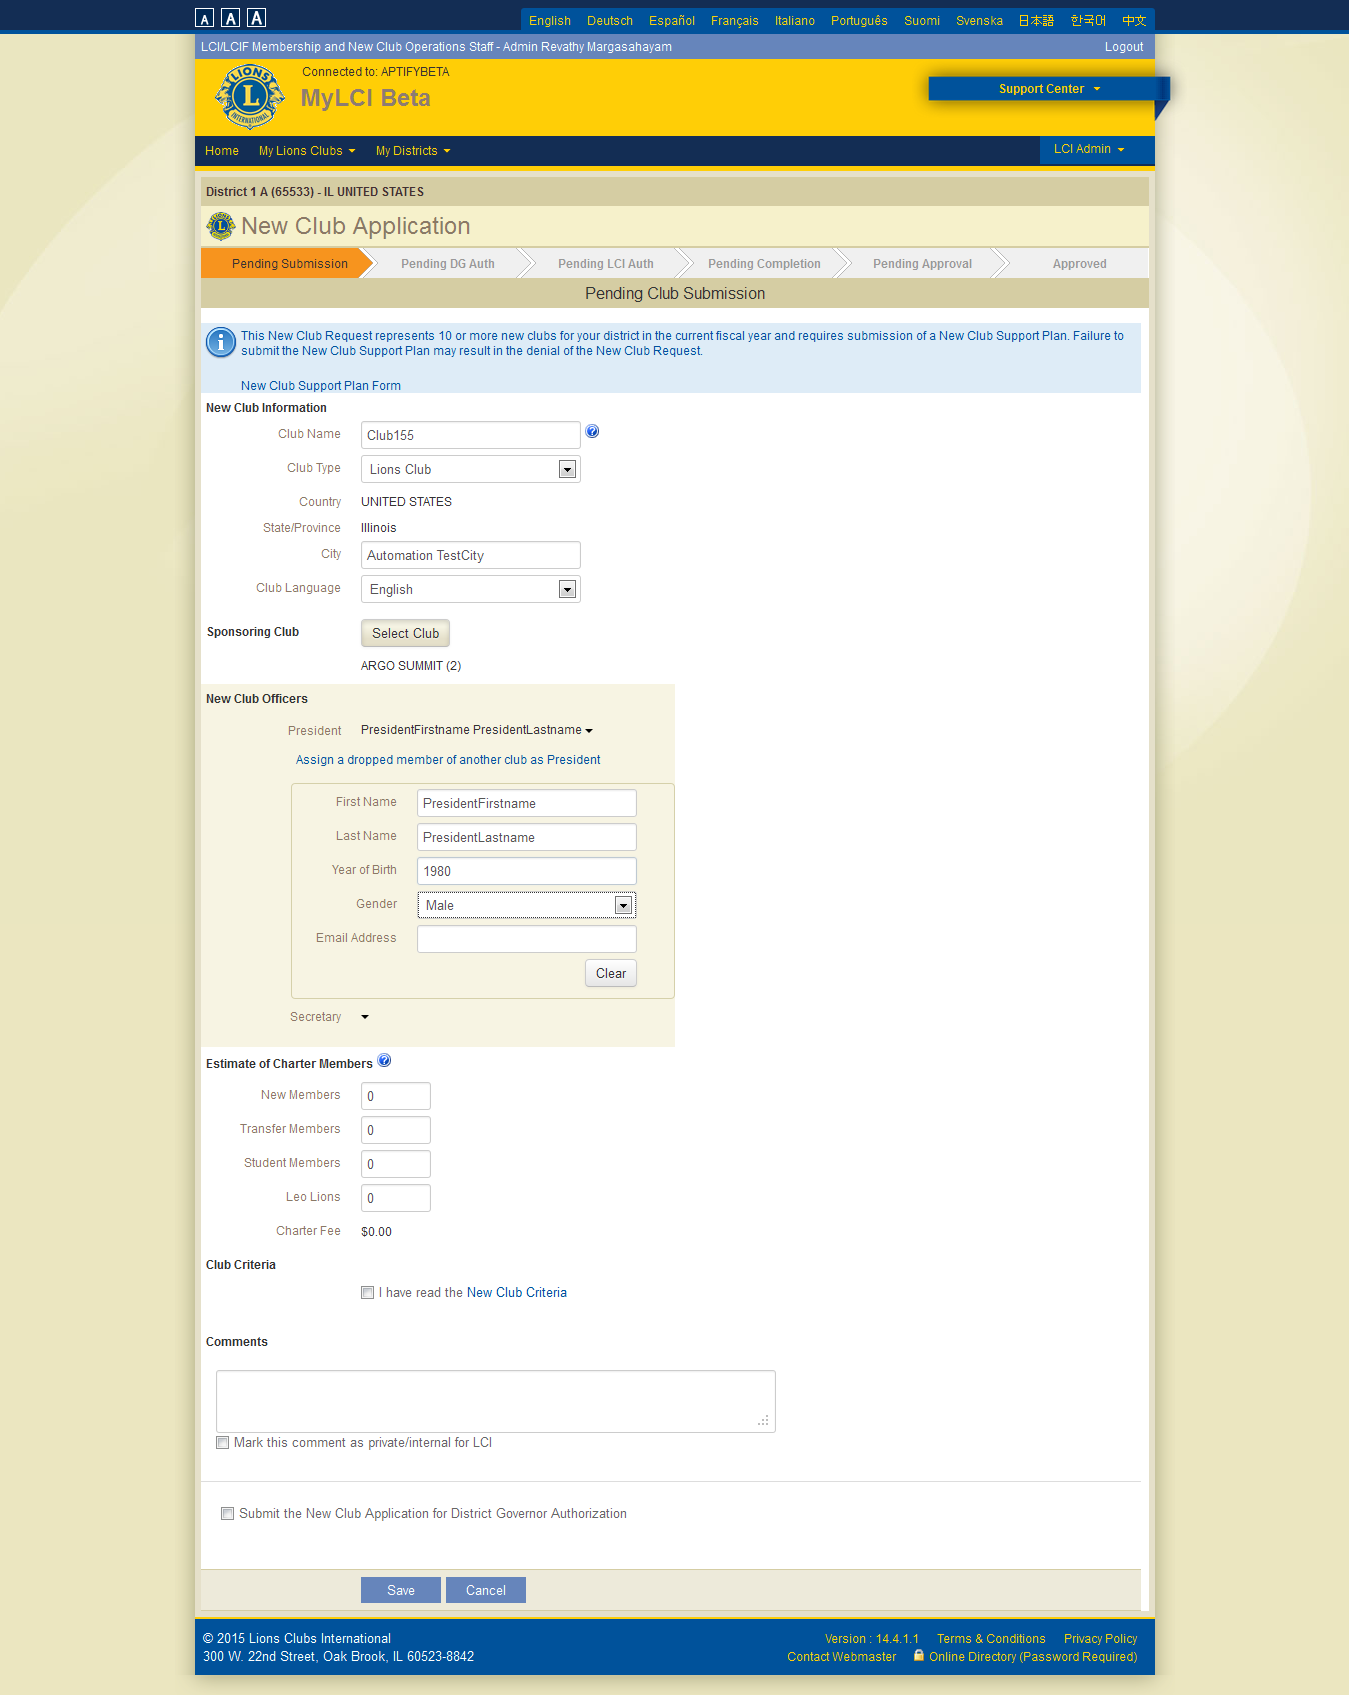 A A A English Deutsch Español Français Italiano Português Suomi Svenska 日本語 한국어 中文
LCI/LCIF Membership and New Club Operations Staff - Admin Revathy Margasahayam Logout
LIONS L INTERNATIONAL
Connected to: APTIFYBETA
MyLCI Beta
Support Center
Home My Lions Clubs My Districts LCI Admin
District 1 A (65533) - IL UNITED STATES
New Club Application
Pending Submission Pending DG Auth Pending LCI Auth Pending Completion Pending Approval Approved
Pending Club Submission
This New Club Request represents 10 or more new clubs for your district in the current fiscal year and requires submission of a New Club Support Plan. Failure to
submit the New Club Support Plan may result in the denial of the New Club Request.
New Club Support Plan Form
New Club Information
Club Name Club155
Club Type Lions Club
Country UNITED STATES
State/Province Illinois
City Automation TestCity
Club Language English
Sponsoring Club Select Club
ARGO SUMMIT (2)
New Club Officers
President PresidentFirstname PresidentLastname
Assign a dropped member of another club as President
First Name PresidentFirstname
Last Name PresidentLastname
Year of Birth 1980
Gender Male
Email Address
Clear
Secretary
Estimate of Charter Members
New Members 0
Transfer Members 0
Student Members 0
Leo Lions 0
Charter Fee $0.00
Club Criteria
I have read the New Club Criteria
Comments
Mark this comment as private/internal for LCI
Submit the New Club Application for District Governor Authorization
Save Cancel
© 2015 Lions Clubs International Version : 14.4.1.1 Terms & Conditions Privacy Policy
300 W. 22nd Street, Oak Brook, IL 60523-8842 Contact Webmaster Online Directory (Password Required)